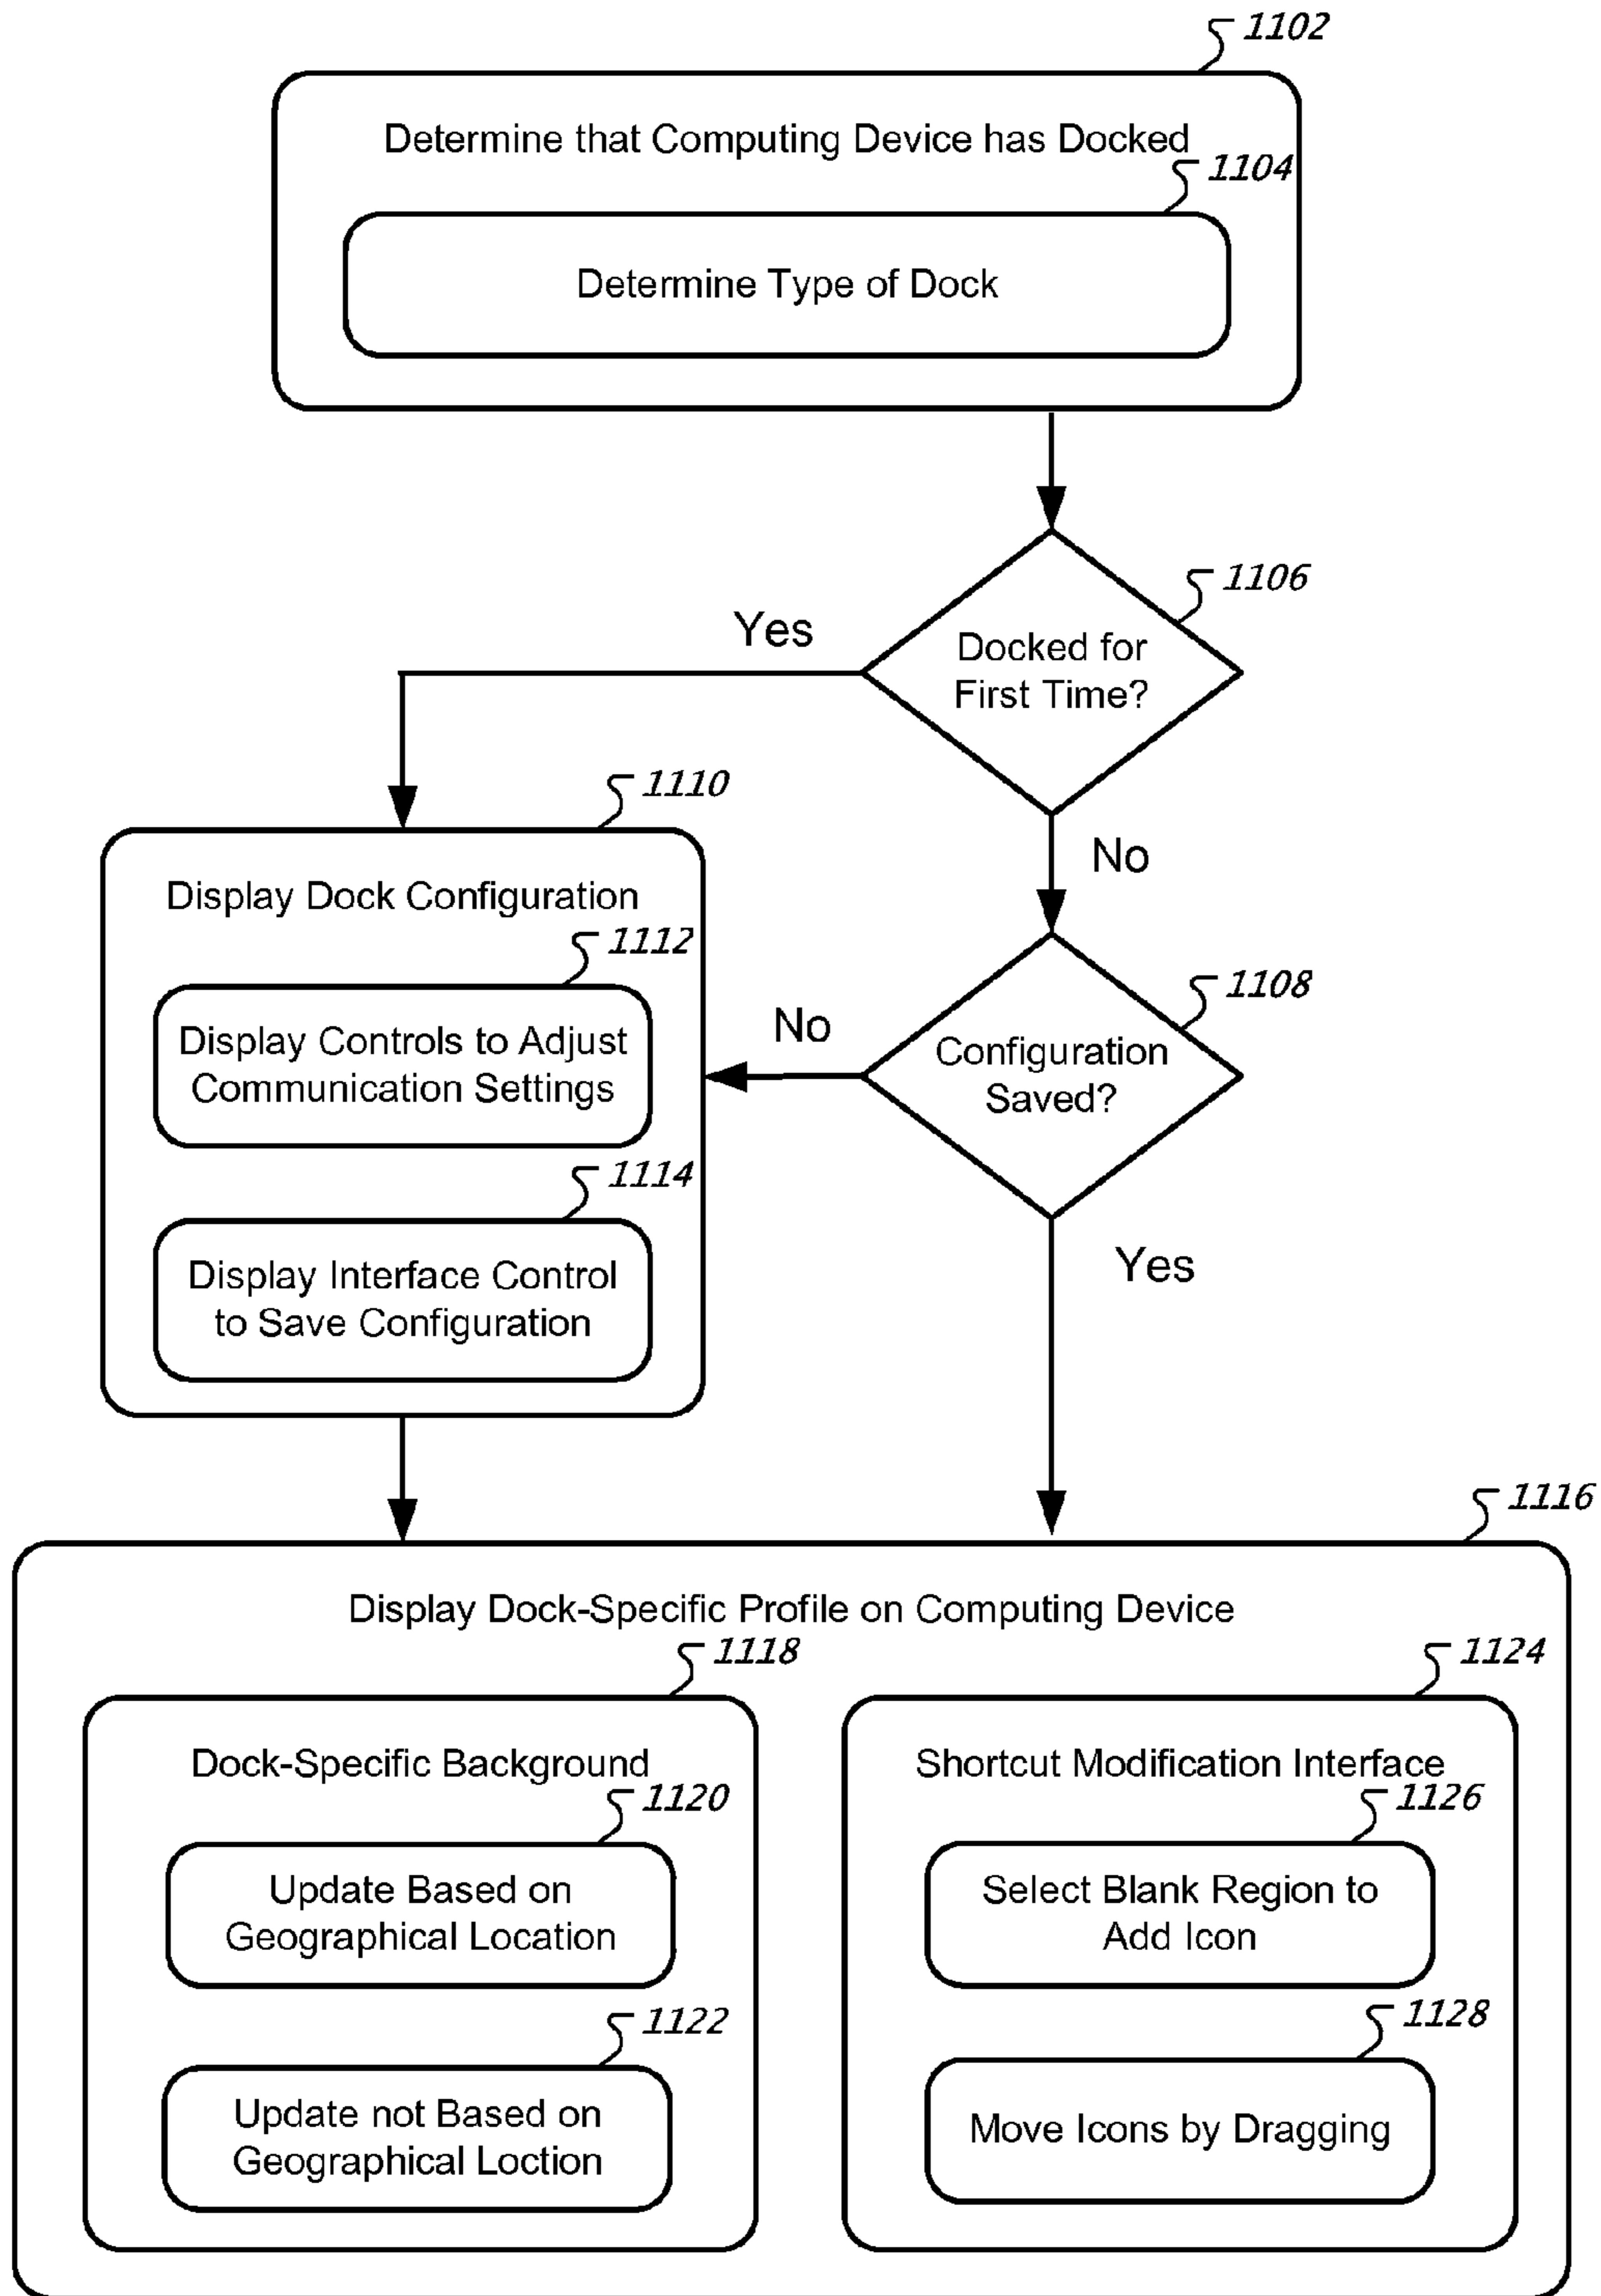 1102
Determine that Computing Device has Docked
1104
Determine Type of Dock
1106
Docked for
First Time?
Yes
No
1110
Display Dock Configuration
1112
Display Controls to Adjust
Communication Settings
1114
Display Interface Control
to Save Configuration
1108
Configuration
Saved?
No
Yes
1116
Display Dock-Specific Profile on Computing Device
1118
Dock-Specific Background
1120
Update Based on
Geographical Location
1122
Update not Based on
Geographical Loction
1124
Shortcut Modification Interface
1126
Select Blank Region to
Add Icon
1128
Move Icons by Dragging